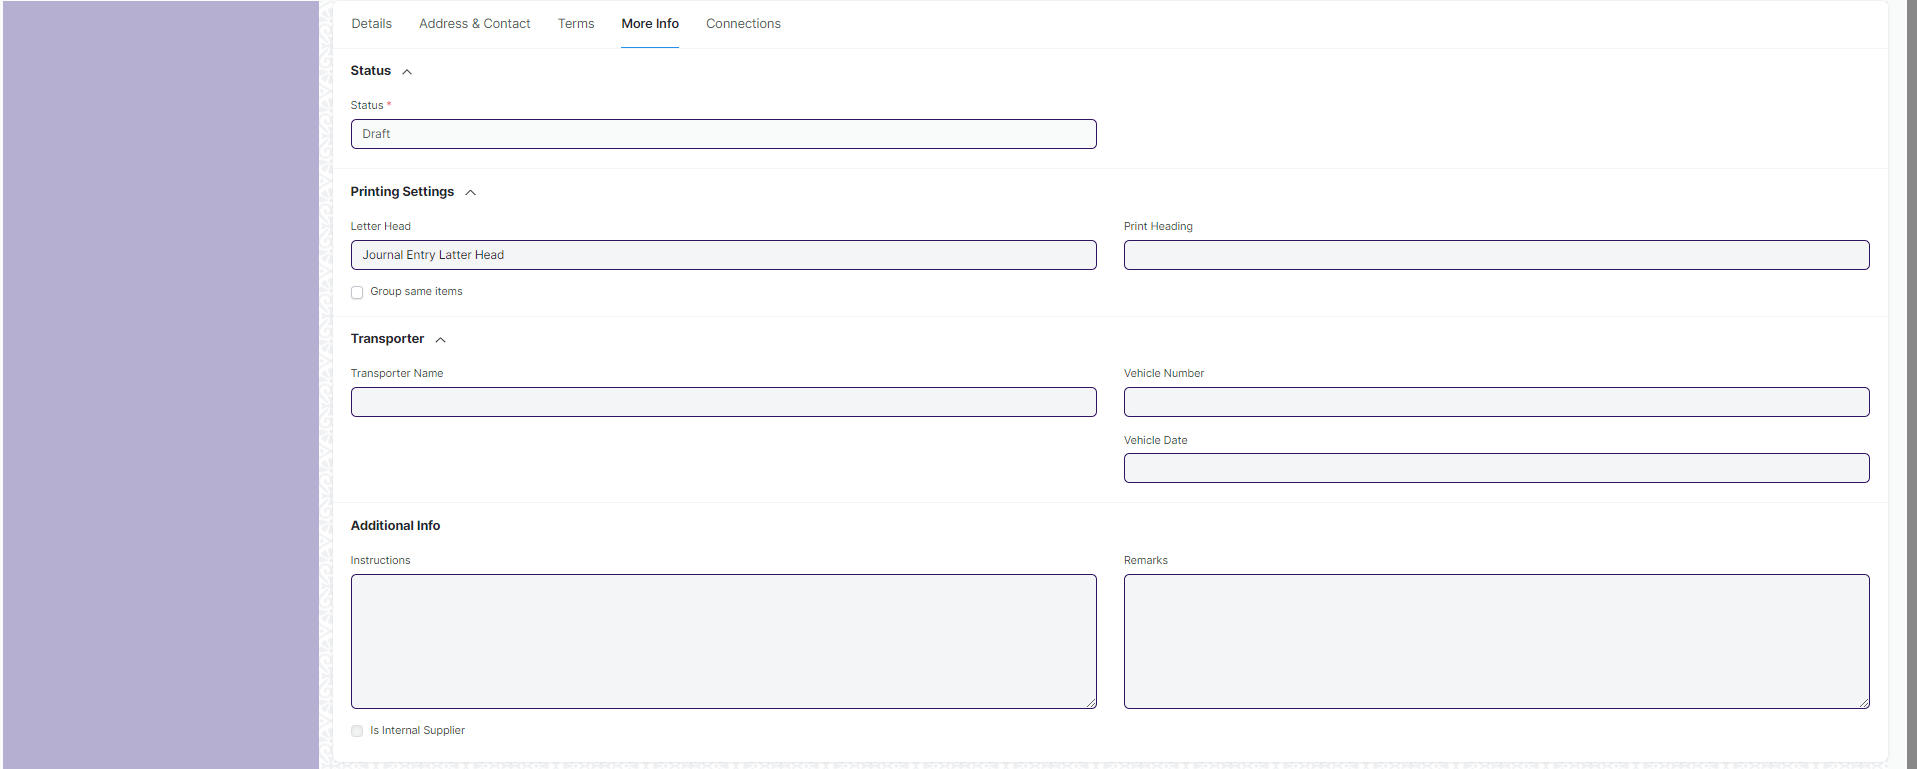 Details Address & Contact Terms More Info Connections
Status
Status *
Draft
Printing Settings
Letter Head Print Heading
Journal Entry Latter Head
Group same items
Transporter
Transporter Name Vehicle Number
Vehicle Date
Additional Info
Instructions Remarks
Is Internal Supplier